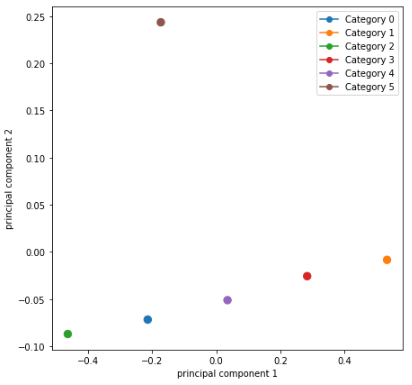 0.25
0.20
0.15
0.10
0.05
0.00
−0.05
−0.10
−0.4
−0.2
0.0
0.2
0.4
principal component 1
principal component 2
Category 0
Category 1
Category 2
Category 3
Category 4
Category 5